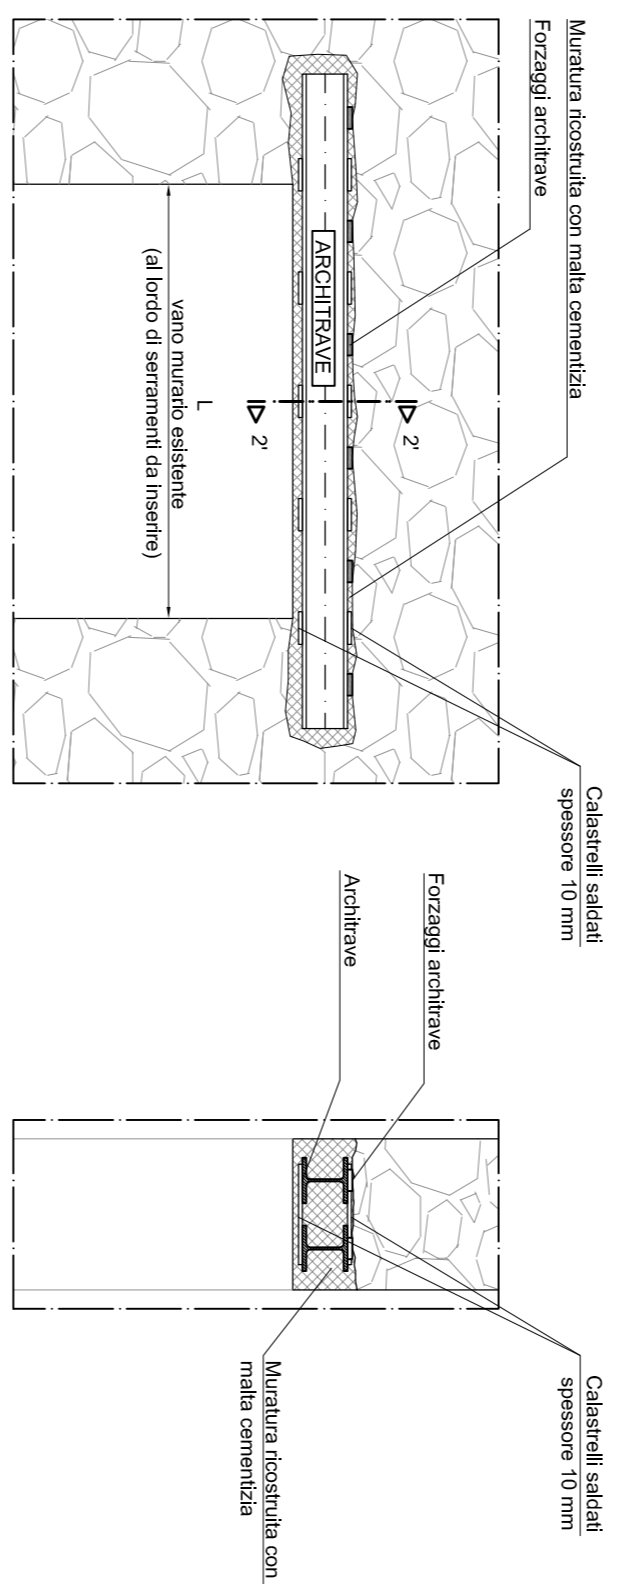 Muratura ricostruita con malta cementizia
Forzaggi architrave
ARCHITRAVE
2'
2'
L
vano murario esistente
(al lordo di serramenti da inserire)
Calastrelli saldati
spessore 10 mm
Forzaggi architrave
Architrave
Calastrelli saldati
spessore 10 mm
Muratura ricostruita con
malta cementizia